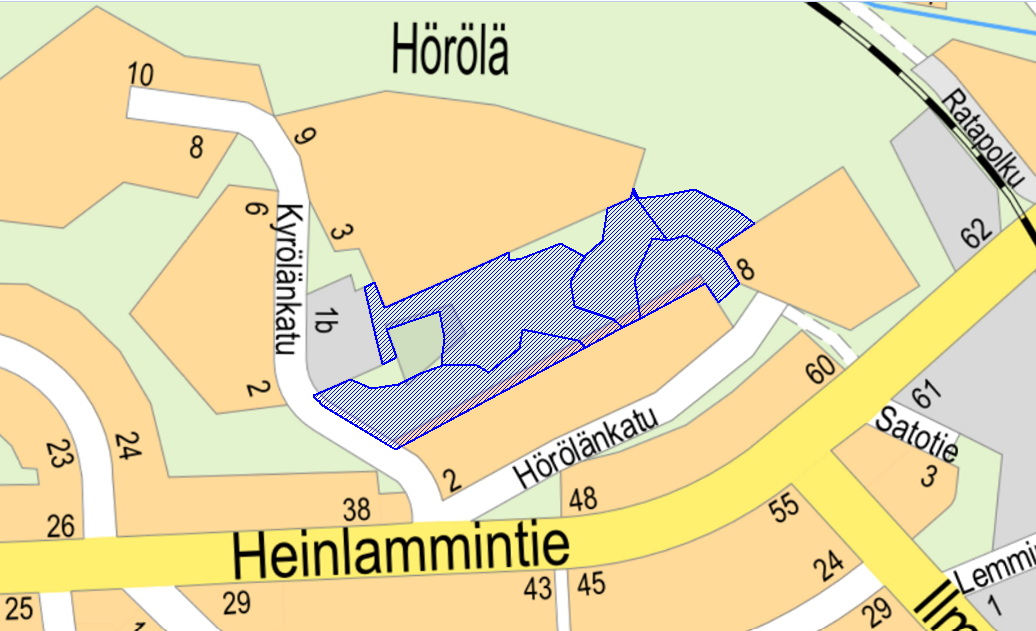 Hörölä
10
8
9
Ratapolku
6
Kyrölänkatu
3
62
8
1b
2
60
61
Satotie
24
23
Hörölänkatu
2
3
38
48
55
26
Heinlammintie
24
43
45
Lemmi
25
29
29
Ilm
1